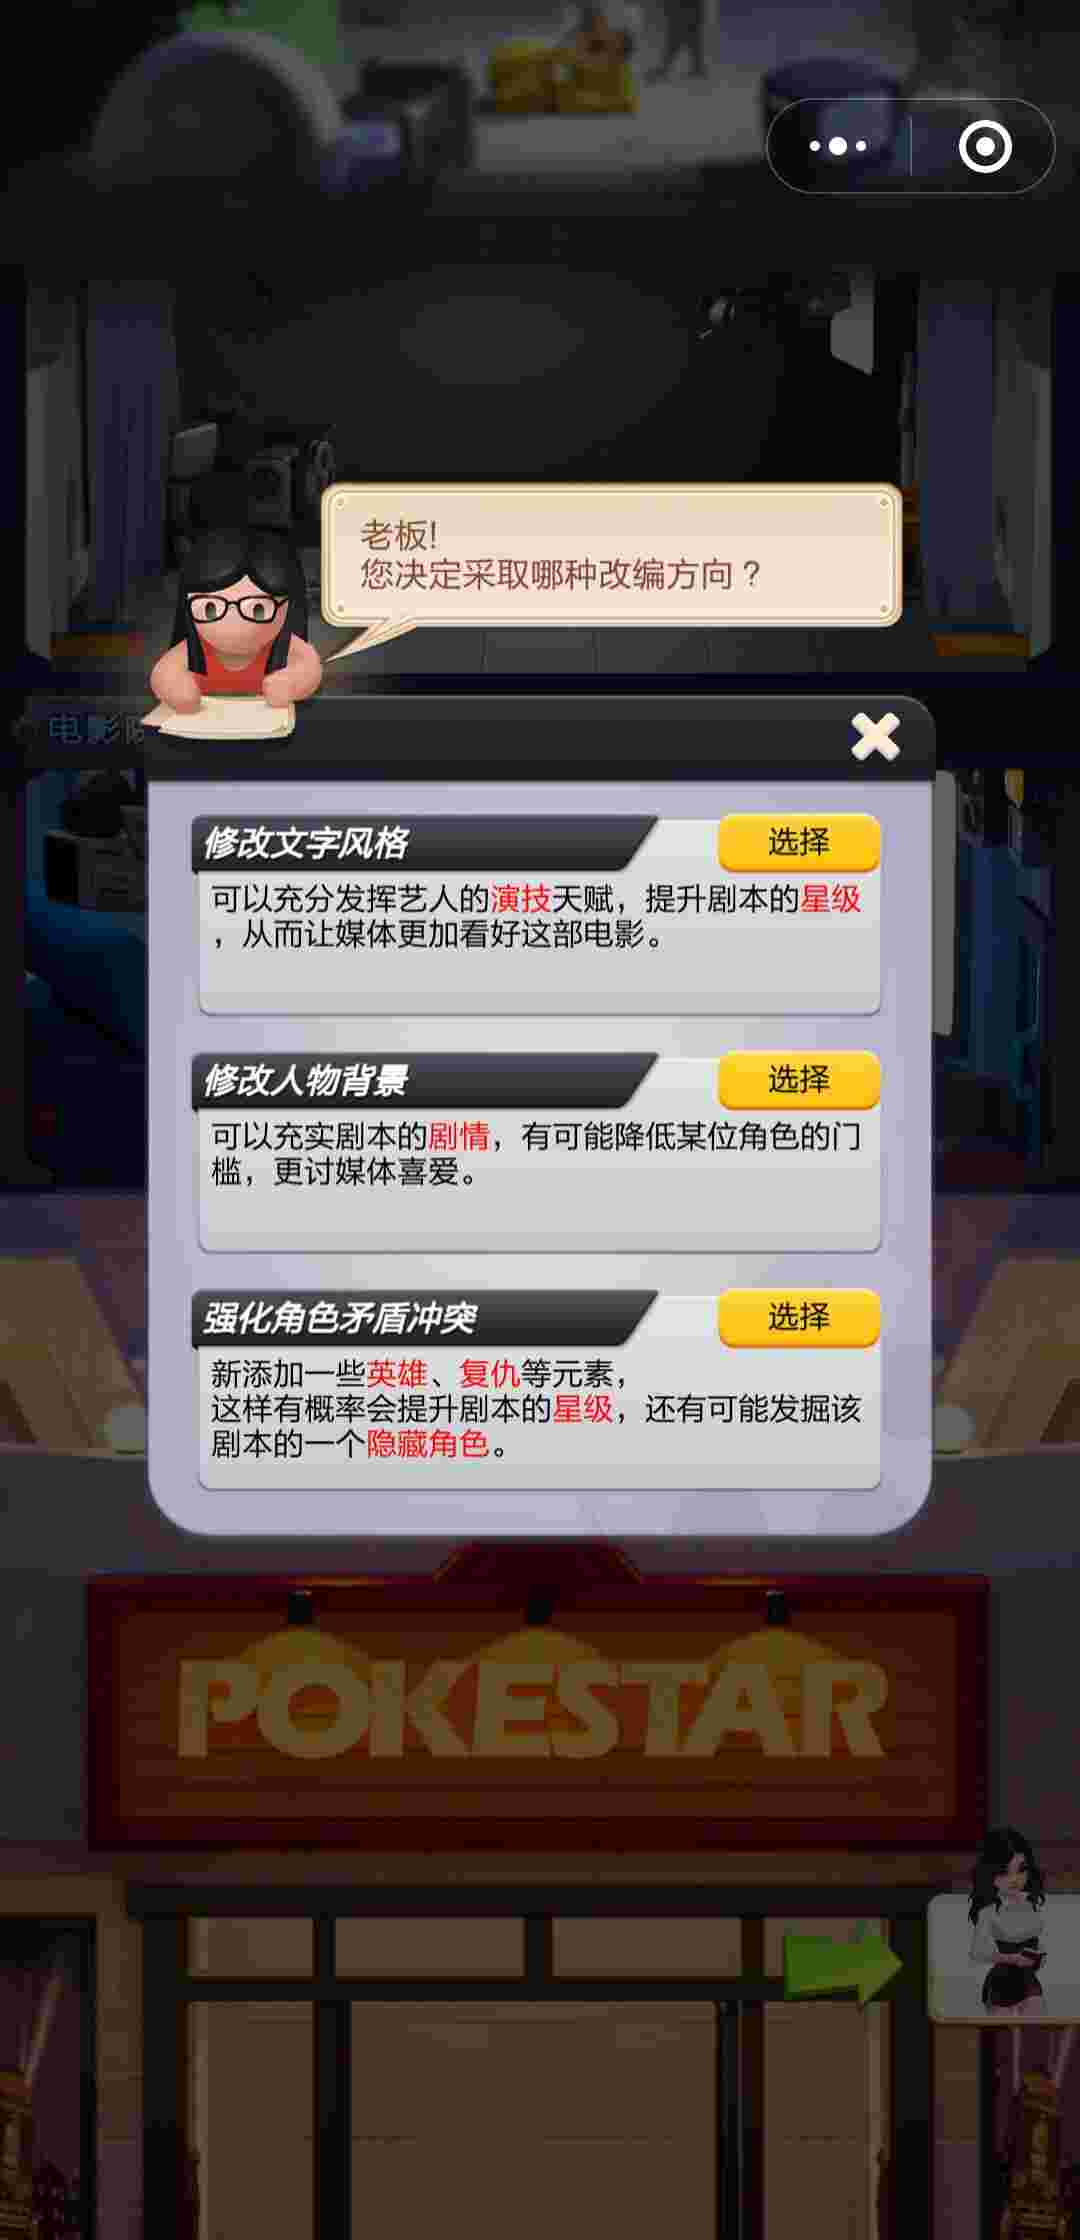 老板!
您决定采取哪种改编方向？
电影
修改文字风格
选择
可以充分发挥艺人的演技天赋，提升剧本的星级
，从而让媒体更加看好这部电影。
修改人物背景
选择
可以充实剧本的剧情，有可能降低某位角色的门
槛，更讨媒体喜爱。
强化角色矛盾冲突
选择
新添加一些英雄、复仇等元素，
这样有概率会提升剧本的星级，还有可能发掘该
剧本的一个隐藏角色。
POKESTAR